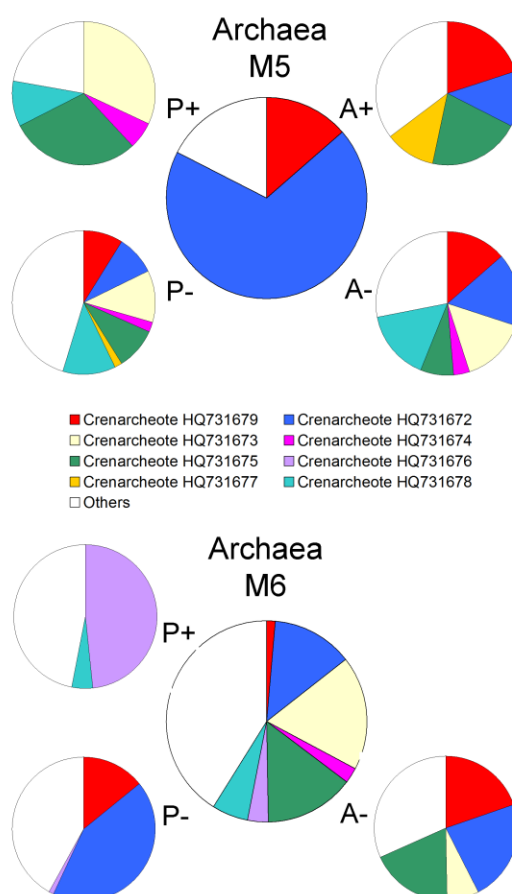 Archaea
M5
P+
A+
P-
A-
Crenarcheote HQ731679
Crenarcheote HQ731672
Crenarcheote HQ731673
Crenarcheote HQ731674
Crenarcheote HQ731675
Crenarcheote HQ731676
Crenarcheote HQ731677
Crenarcheote HQ731678
Others
Archaea
M6
P+
P-
A-